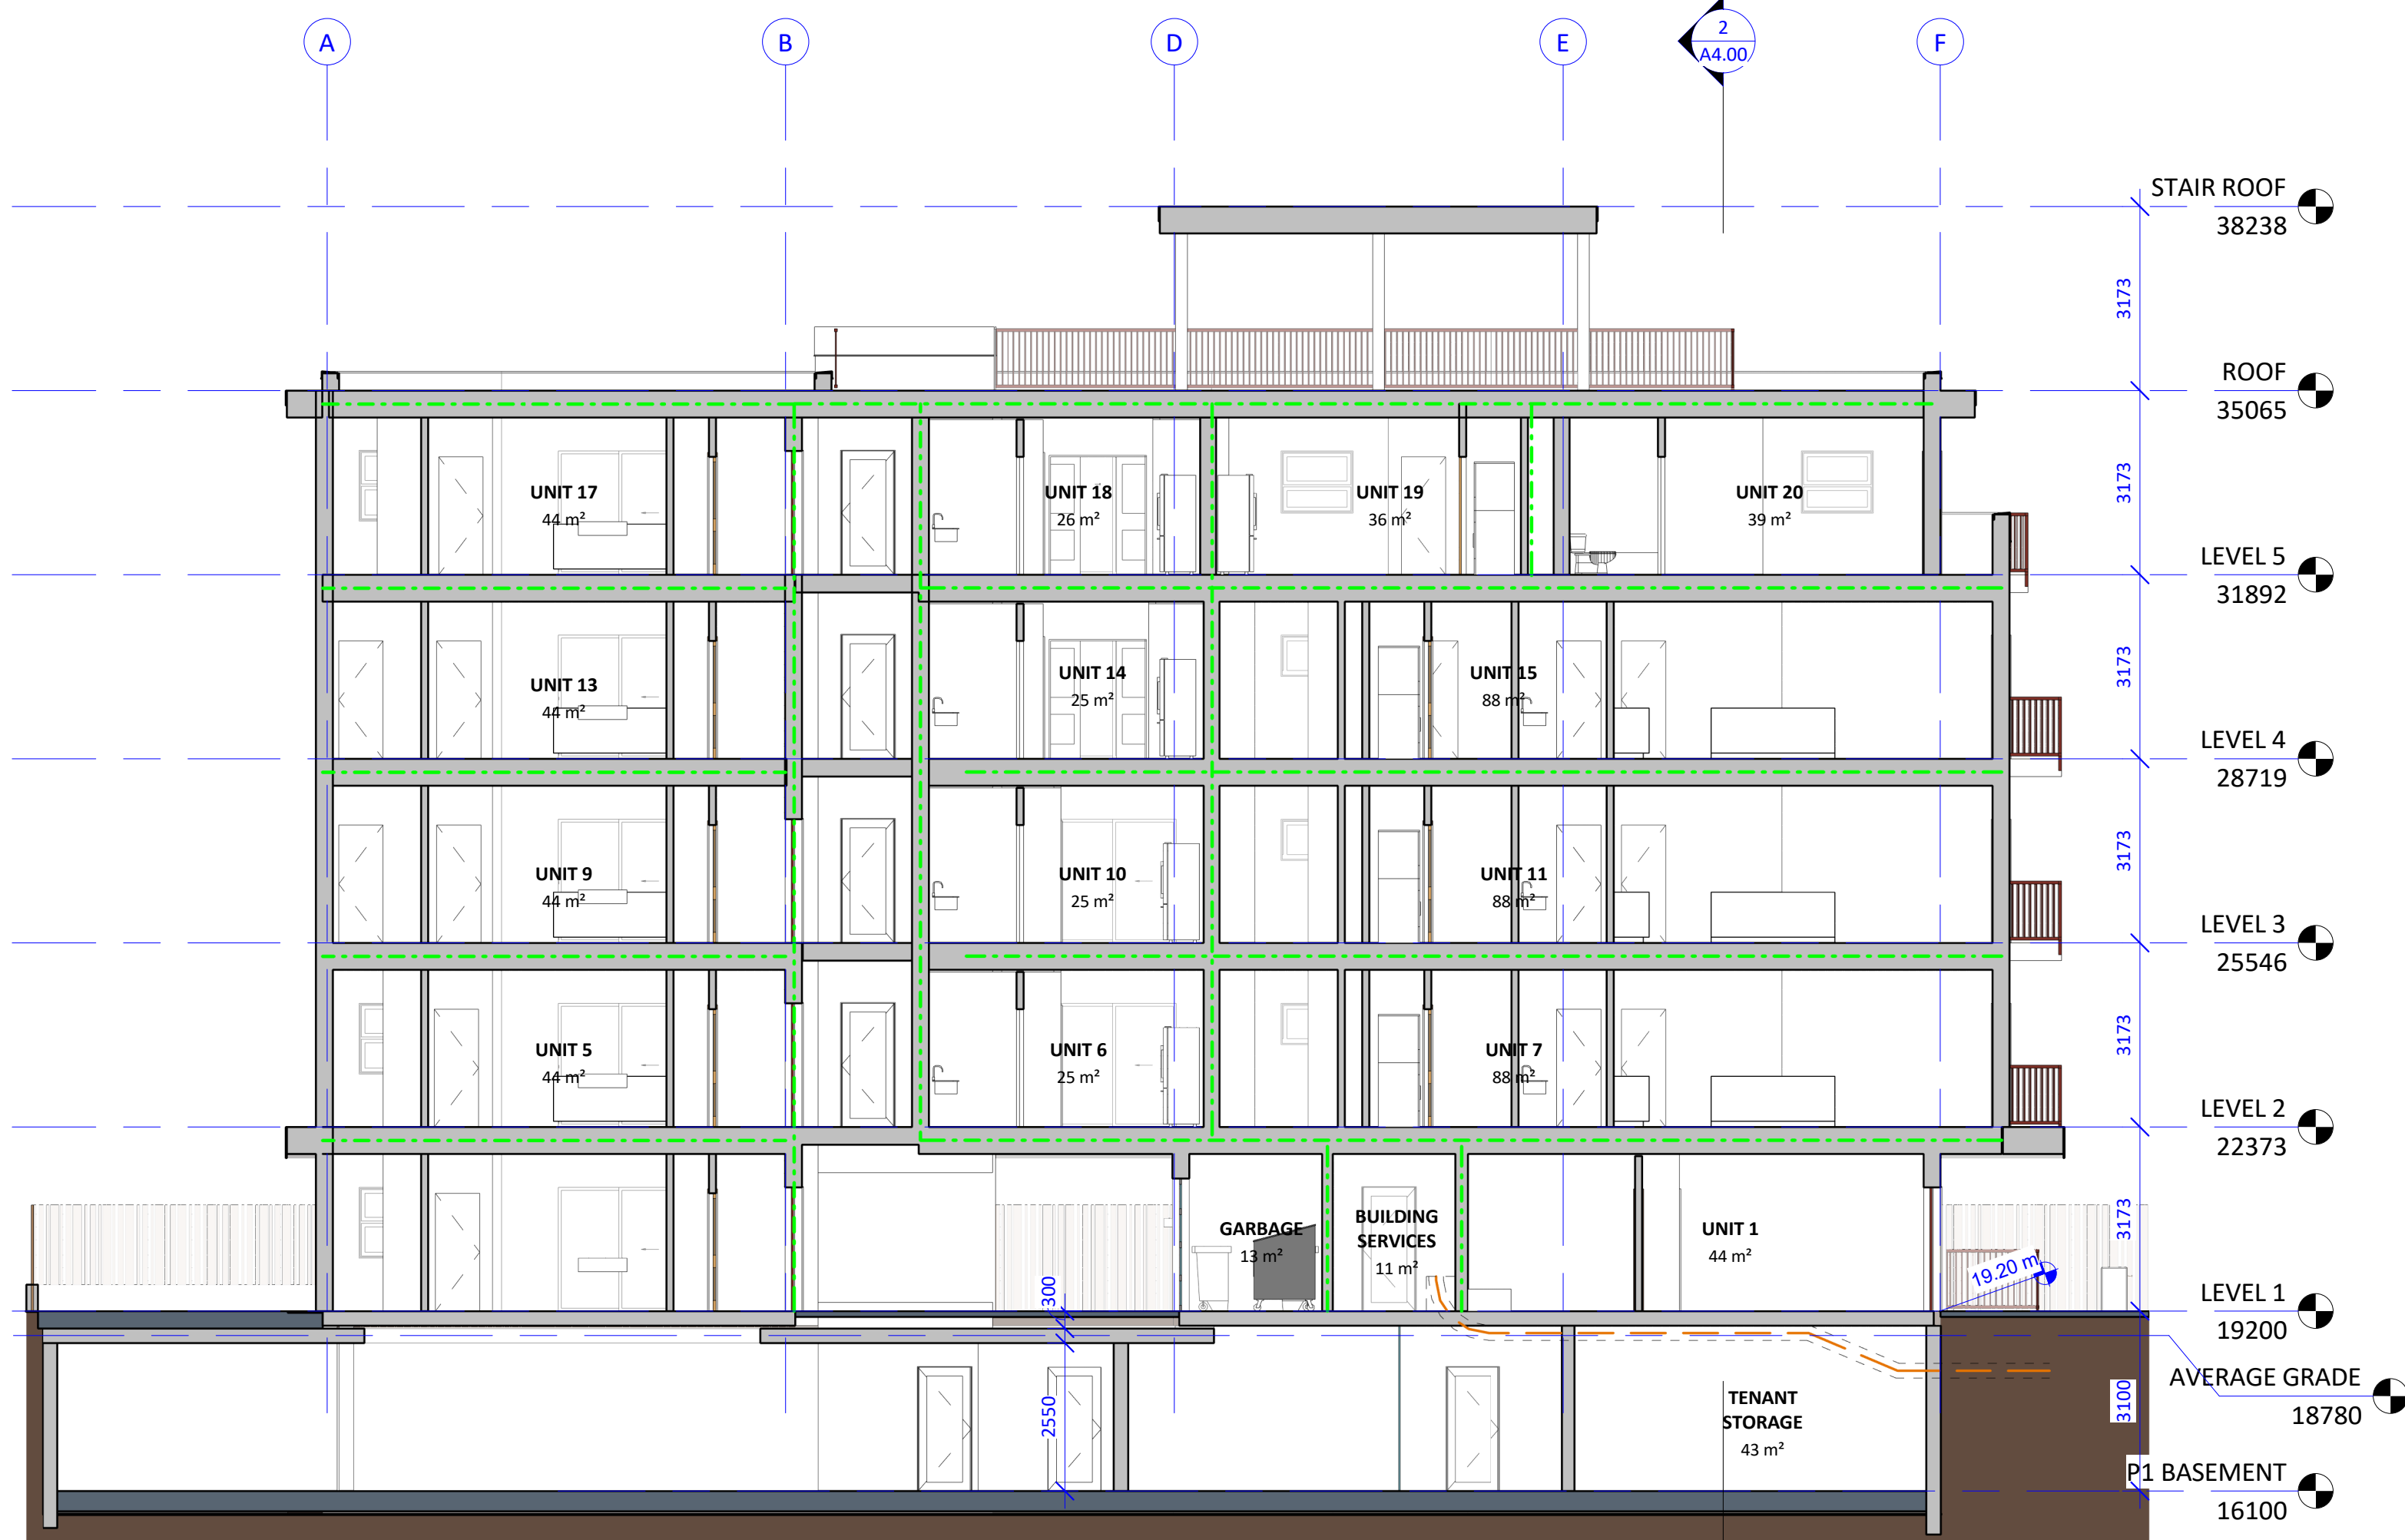 A
B
D
E
2
A4.00
F
STAIR ROOF
38238
3173
ROOF
35065
3173
UNIT 17
44 m²
UNIT 18
26 m²
UNIT 19
36 m²
UNIT 20
39 m²
LEVEL 5
31892
3173
UNIT 13
44 m²
UNIT 14
25 m²
UNIT 15
88 m²
LEVEL 4
28719
3173
UNIT 9
44 m²
UNIT 10
25 m²
UNIT 11
88 m²
LEVEL 3
25546
3173
UNIT 5
44 m²
UNIT 6
25 m²
UNIT 7
88 m²
LEVEL 2
22373
3173
GARBAGE
13 m²
BUILDING
SERVICES
11 m²
UNIT 1
44 m²
19.20 m
300
LEVEL 1
19200
2550
TENANT
STORAGE
43 m²
3100
AVERAGE GRADE
18780
P1 BASEMENT
16100